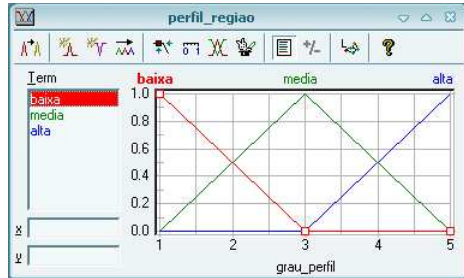 perfil_regiao
Term
baixa
media
alta
x
y
baixa media alta
1.0
0.8
0.6
0.4
0.2
0.0
1 2 3 4 5
grau_perfil